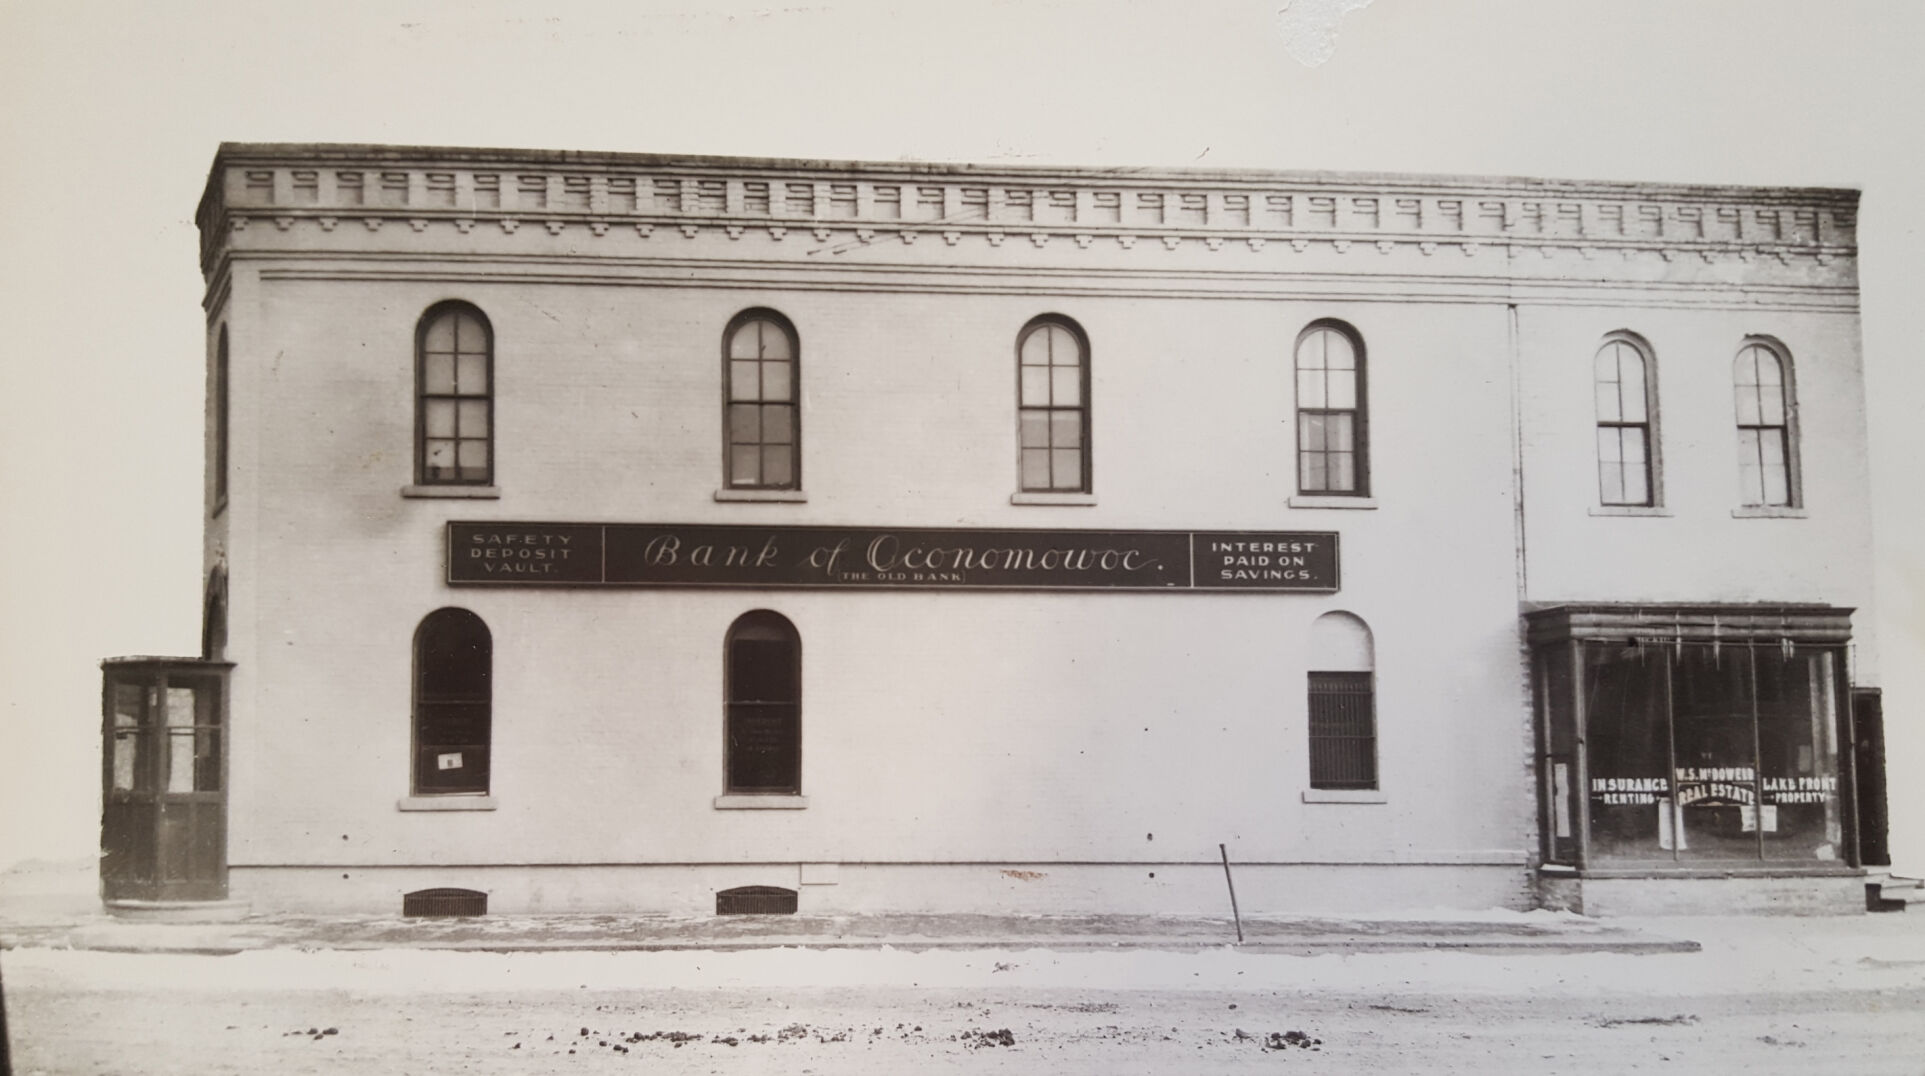 SAFETY
DEPOSIT
VAULT.
Bank of Oconomowoc.
(THE OLD BANK)
INTEREST
PAID ON
SAVINGS.
INSURANCE
RENTING
W.S. McDOWELL
REAL ESTATE
LAKE FRONT
PROPERTY